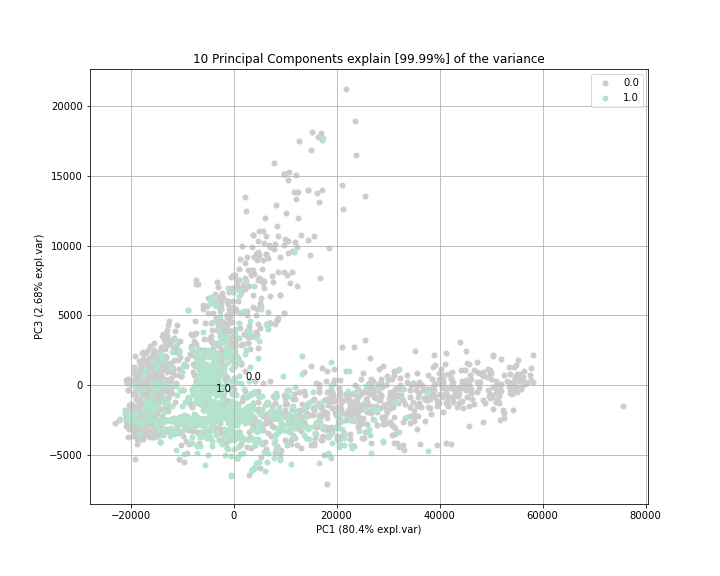 10 Principal Components explain [99.99%] of the variance
0.0
1.0
20000
15000
10000
5000
0
−5000
PC3 (2.68% expl.var)
0.0
1.0
−20000 0 20000 40000 60000 80000
PC1 (80.4% expl.var)